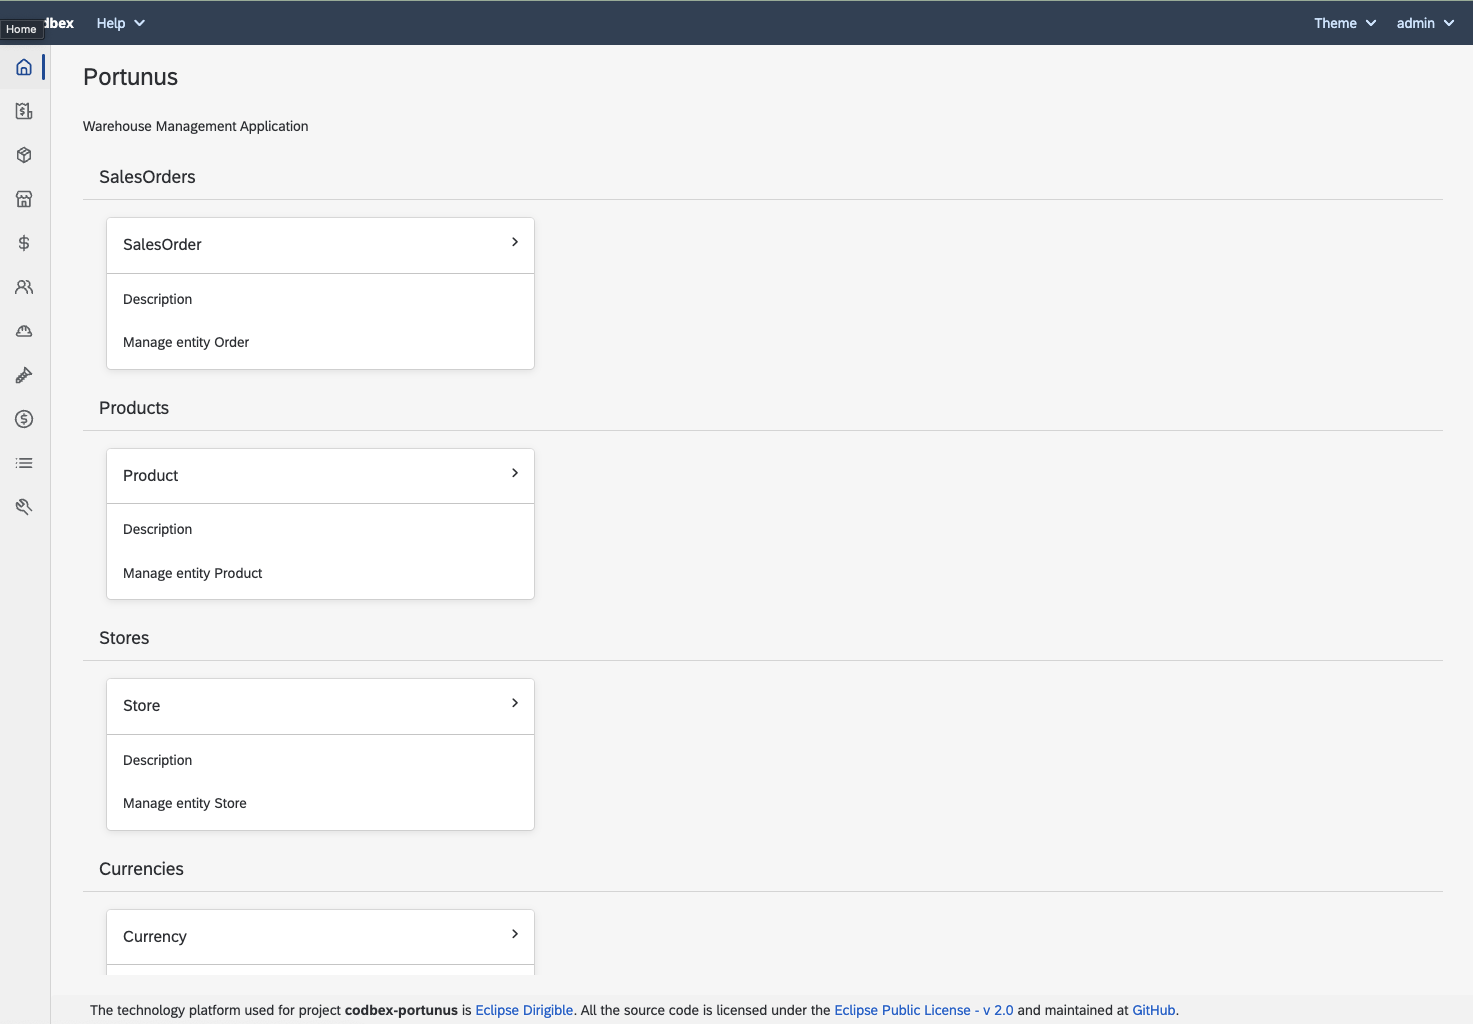 Help
Theme
admin
Home
Portunus
Warehouse Management Application
SalesOrders
SalesOrder
Description
Manage entity Order
Products
Product
Description
Manage entity Product
Stores
Store
Description
Manage entity Store
Currencies
Currency
The technology platform used for project codbex-portunus is Eclipse Dirigible. All the source code is licensed under the Eclipse Public License - v 2.0 and maintained at GitHub.